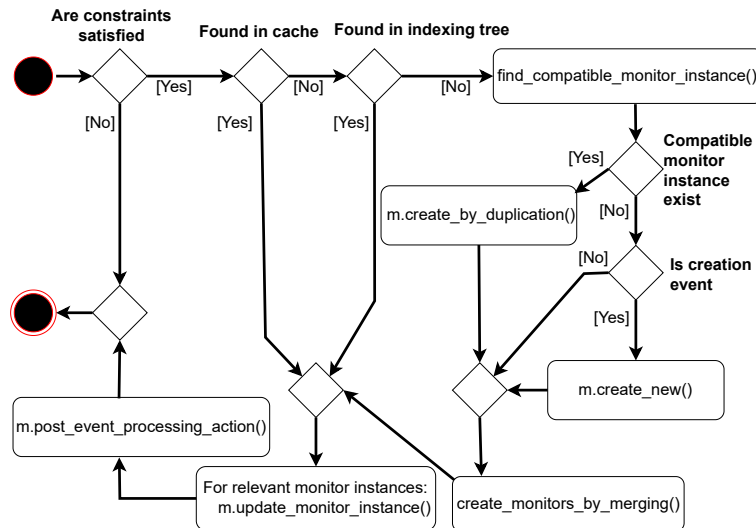 Are constraints
satisfied
Found in cache
Found in indexing tree
[Yes]
[No]
[No]
find_compatible_monitor_instance()
[No]
[Yes]
[Yes]
[Yes]
Compatible
monitor
instance
exist
m.create_by_duplication()
[No]
[No]
Is creation
event
[Yes]
m.create_new()
m.post_event_processing_action()
For relevant monitor instances:
m.update_monitor_instance()
create_monitors_by_merging()